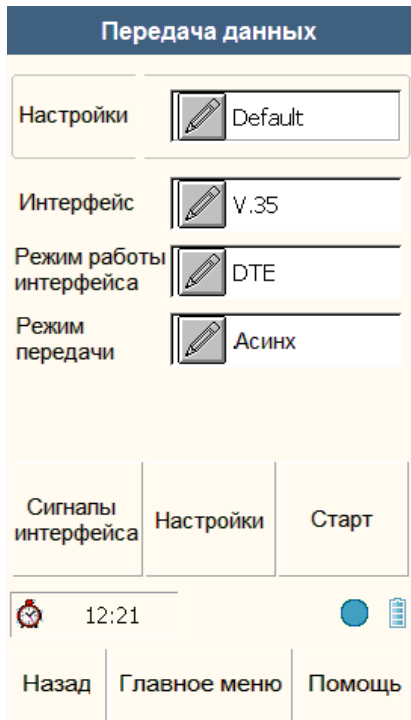 Передача данных
Настройки
Default
Интерфейс
V.35
Режим работы
интерфейса
DTE
Режим
передачи
Асинх
Сигналы
интерфейса
Настройки
Старт
12:21
Назад
Главное меню
Помощь